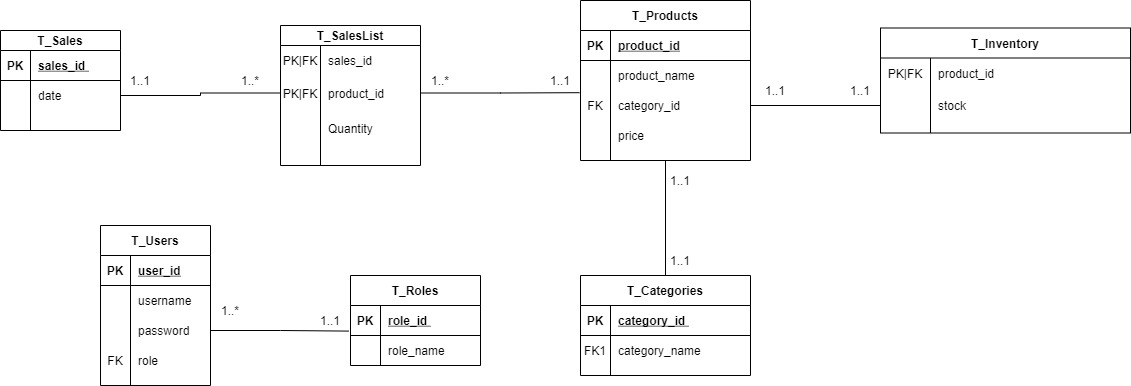 T_Sales
PK sales_id
date
1..1
1..*
T_SalesList
PK|FK sales_id
PK|FK product_id
Quantity
1..*
1..1
T_Products
PK product_id
product_name
FK category_id
price
1..1
1..1
T_Inventory
PK|FK product_id
stock
1..1
1..1
T_Users
PK user_id
username
password
FK role
1..*
1..1
T_Roles
PK role_id
role_name
T_Categories
PK category_id
FK1 category_name